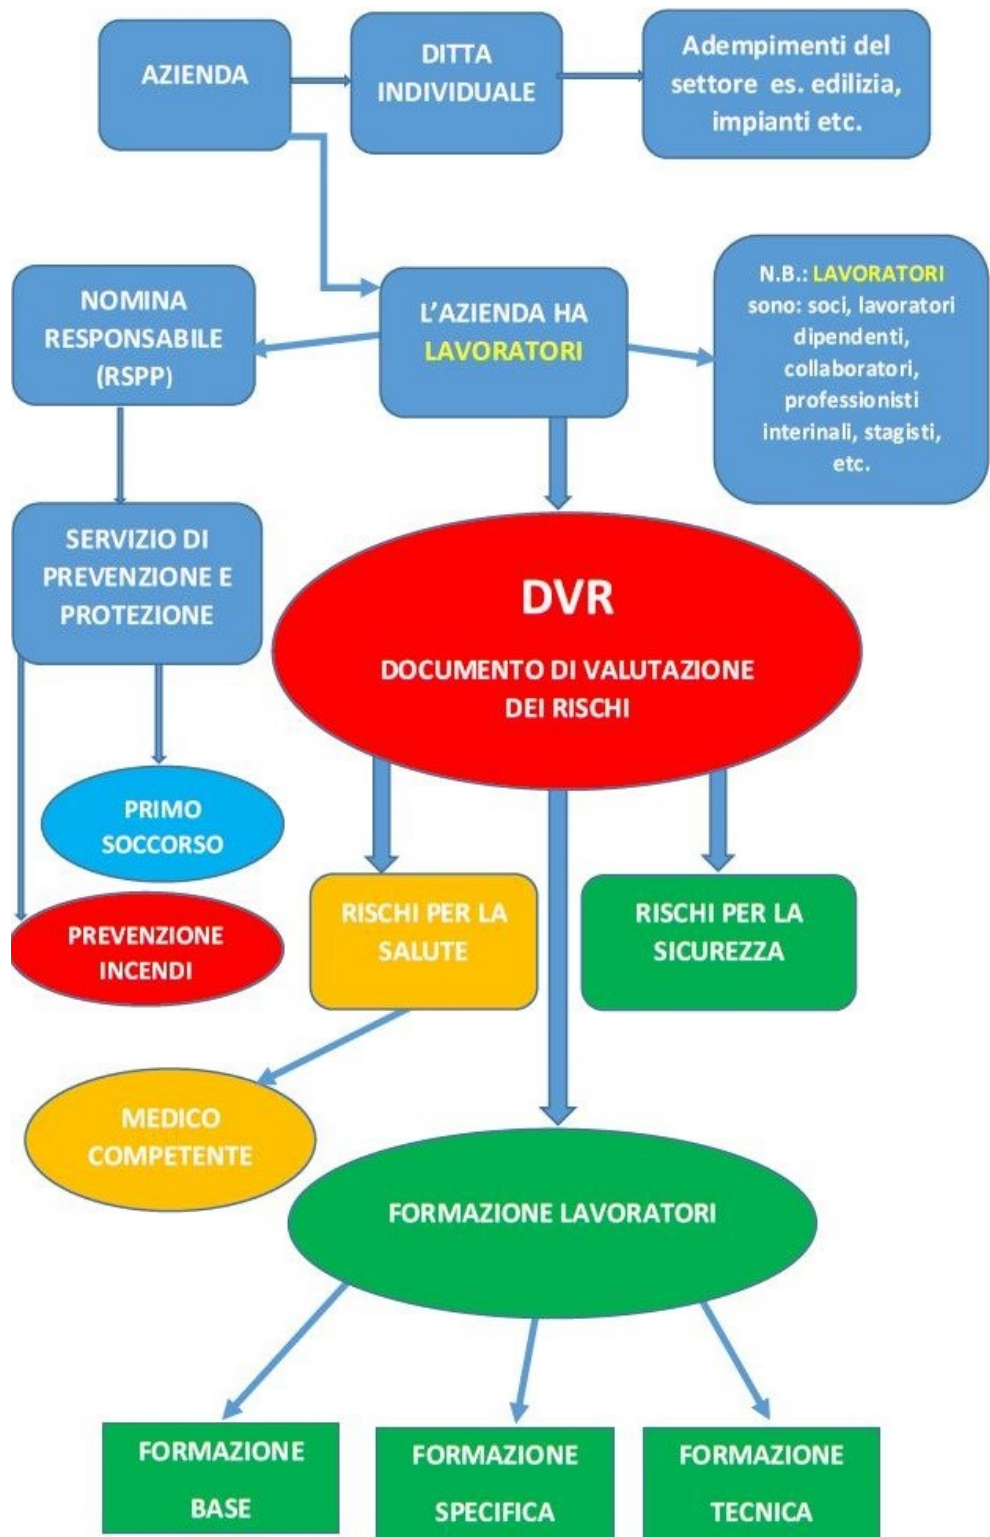 AZIENDA
DITTA
INDIVIDUALE
Adempimenti del
settore es. edilizia,
impianti etc.
NOMINA
RESPONSABILE
(RSPP)
L'AZIENDA HA
LAVORATORI
N.B.: LAVORATORI
sono: soci, lavoratori
dipendenti,
collaboratori,
professionisti
interinali, stagisti,
etc.
SERVIZIO DI
PREVENZIONE E
PROTEZIONE
DVR
DOCUMENTO DI VALUTAZIONE
DEI RISCHI
PRIMO
SOCCORSO
PREVENZIONE
INCENDI
RISCHI PER LA
SALUTE
RISCHI PER LA
SICUREZZA
MEDICO
COMPETENTE
FORMAZIONE LAVORATORI
FORMAZIONE
BASE
FORMAZIONE
SPECIFICA
FORMAZIONE
TECNICA